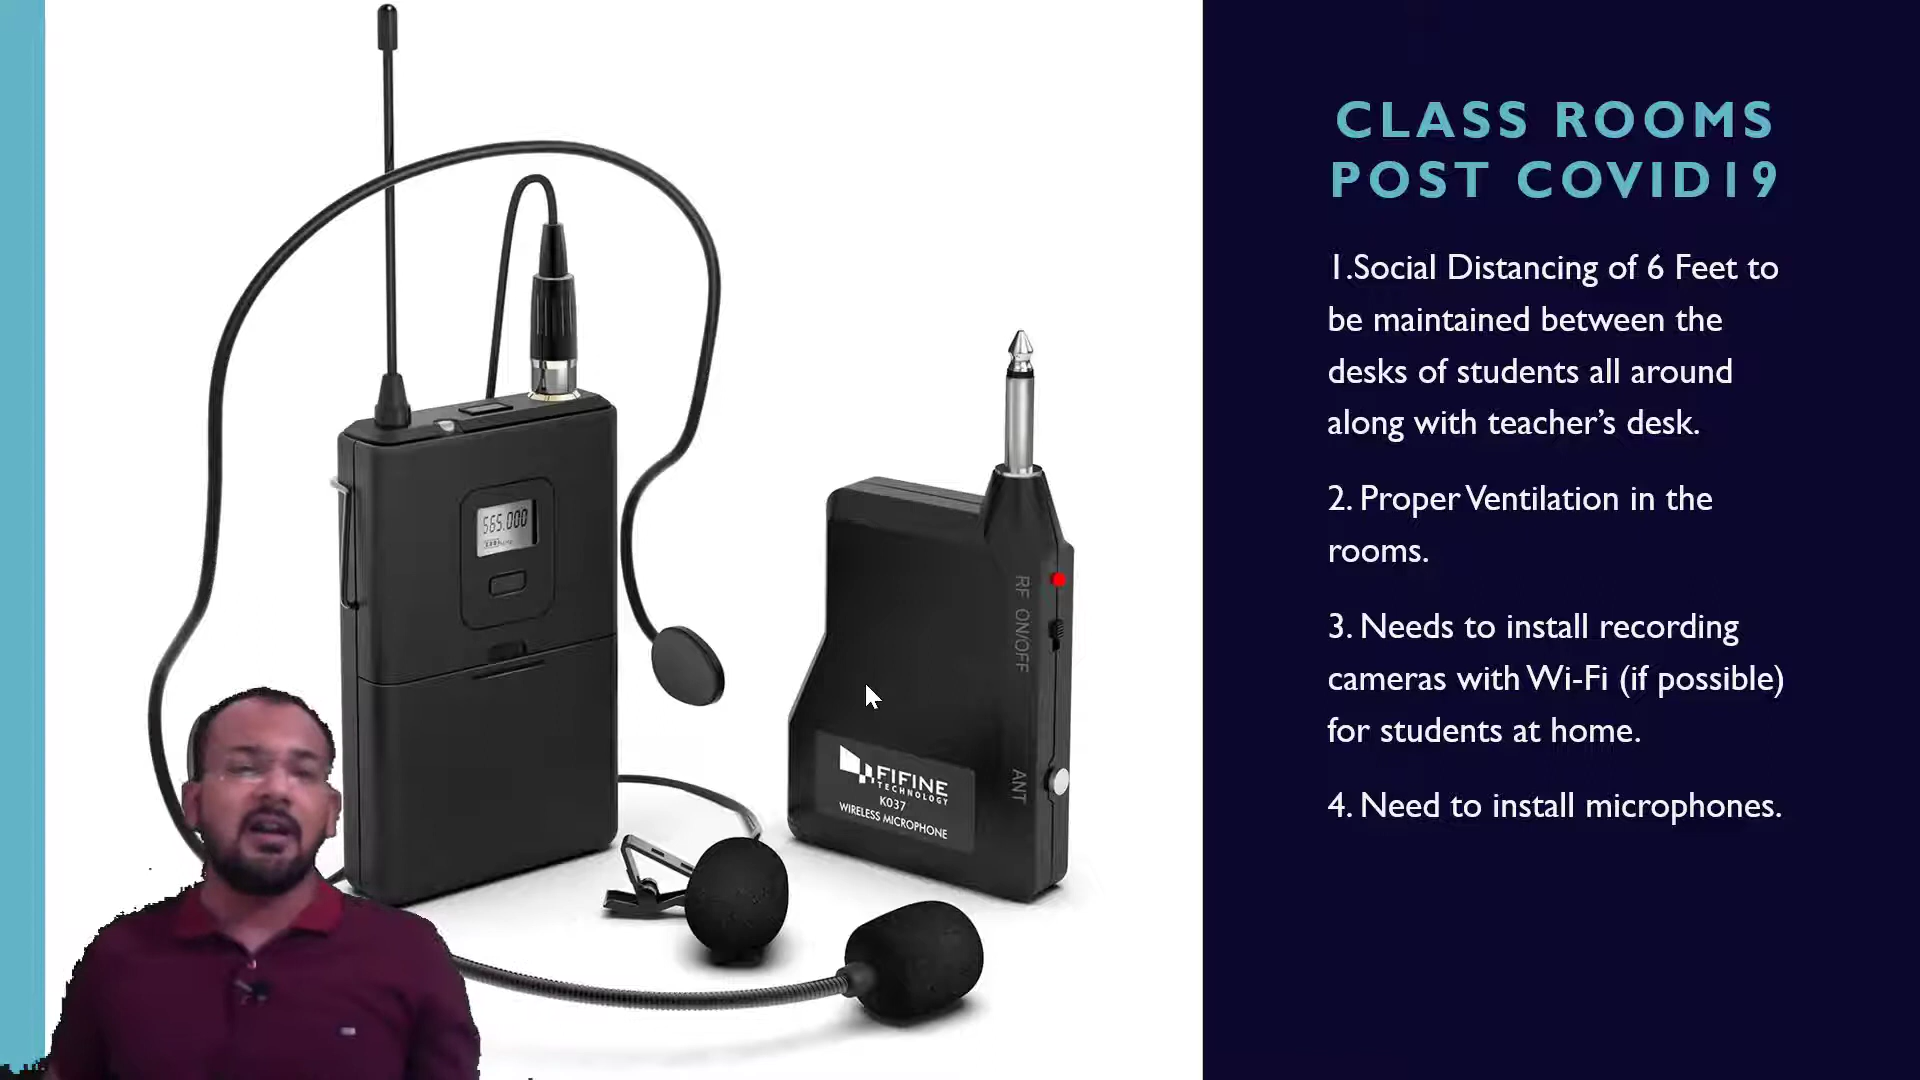 CLASS ROOMS
POST COVID19
1.Social Distancing of 6 Feet to
be maintained between the
desks of students all around
along with teacher’s desk.
2. Proper Ventilation in the
rooms.
3. Needs to install recording
cameras with Wi-Fi (if possible)
for students at home.
4. Need to install microphones.
565.000
RF ON/OFF
ANT
FIFINE
TECHNOLOGY
K037
WIRELESS MICROPHONE